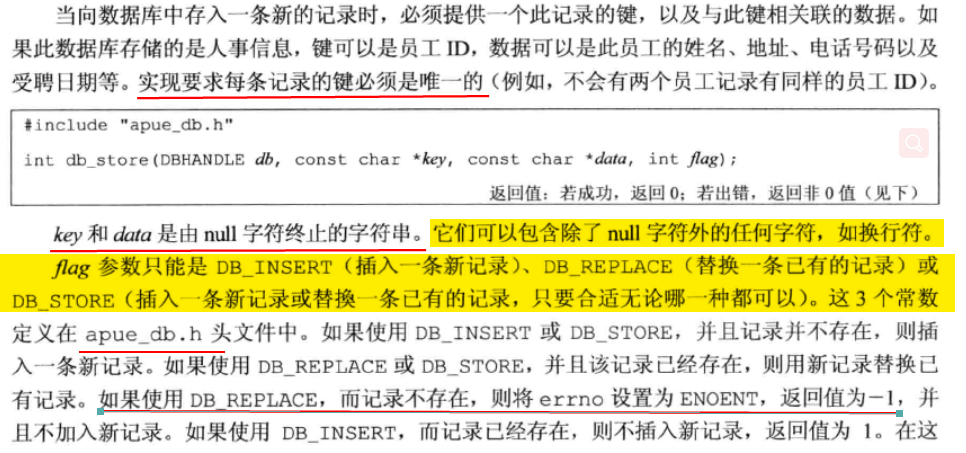 当向数据库中存入一条新的记录时，必须提供一个此记录的键，以及与此键相关联的数据。如
果此数据库存储的是人事信息，键可以是员工 ID，数据可以是此员工的姓名、地址、电话号码以及
受聘日期等。实现要求每条记录的键必须是唯一的（例如，不会有两个员工记录有同样的员工 ID）。
#include "apue_db.h"
int db_store(DBHANDLE db, const char *key, const char *data, int flag);
返回值：若成功，返回 0；若出错，返回非 0 值（见下）
key 和 data 是由 null 字符终止的字符串。它们可以包含除了 null 字符外的任何字符，如换行符。
flag 参数只能是 DB_INSERT（插入一条新记录）、DB_REPLACE（替换一条已有的记录）或
DB_STORE（插入一条新记录或替换一条已有的记录，只要合适无论哪一种都可以）。这 3 个常数
定义在 apue_db.h 头文件中。如果使用 DB_INSERT 或 DB_STORE，并且记录并不存在，则插
入一条新记录。如果使用 DB_REPLACE 或 DB_STORE，并且该记录已经存在，则用新记录替换已
有记录。如果使用 DB_REPLACE，而记录不存在，则将 errno 设置为 ENOENT，返回值为−1，并
且不加入新记录。如果使用 DB_INSERT，而记录已经存在，则不插入新记录，返回值为 1。在这